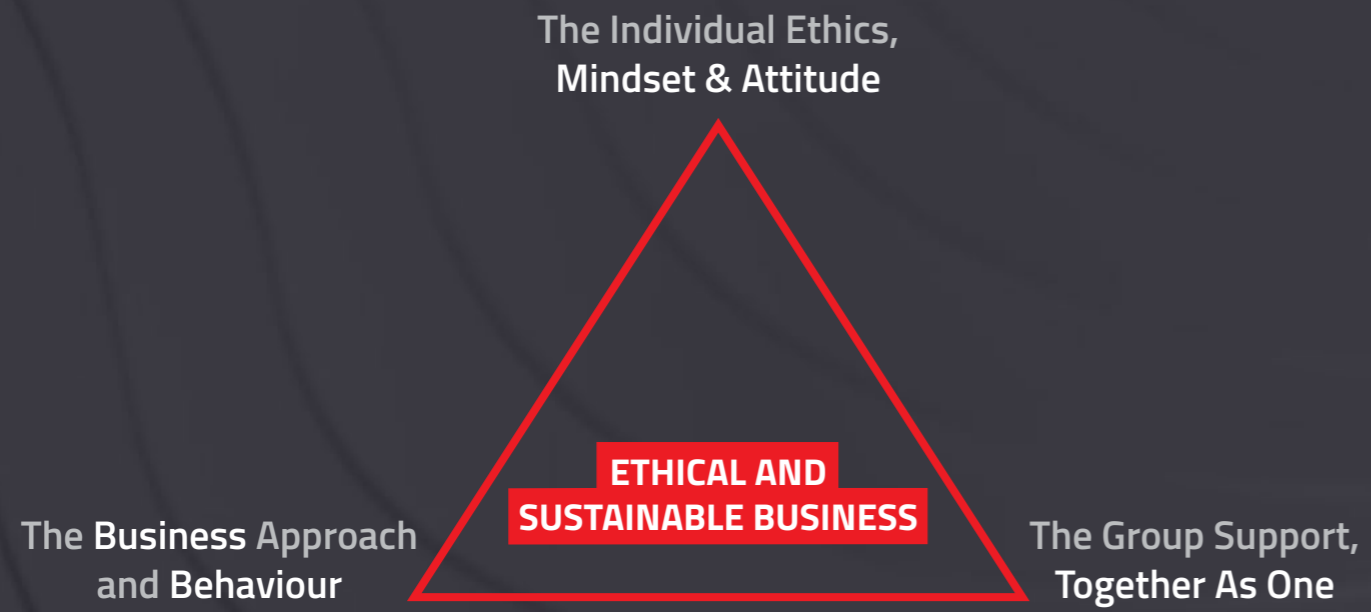 The Individual Ethics,
Mindset & Attitude
ETHICAL AND
SUSTAINABLE BUSINESS
The Business Approach
and Behaviour
The Group Support,
Together As One